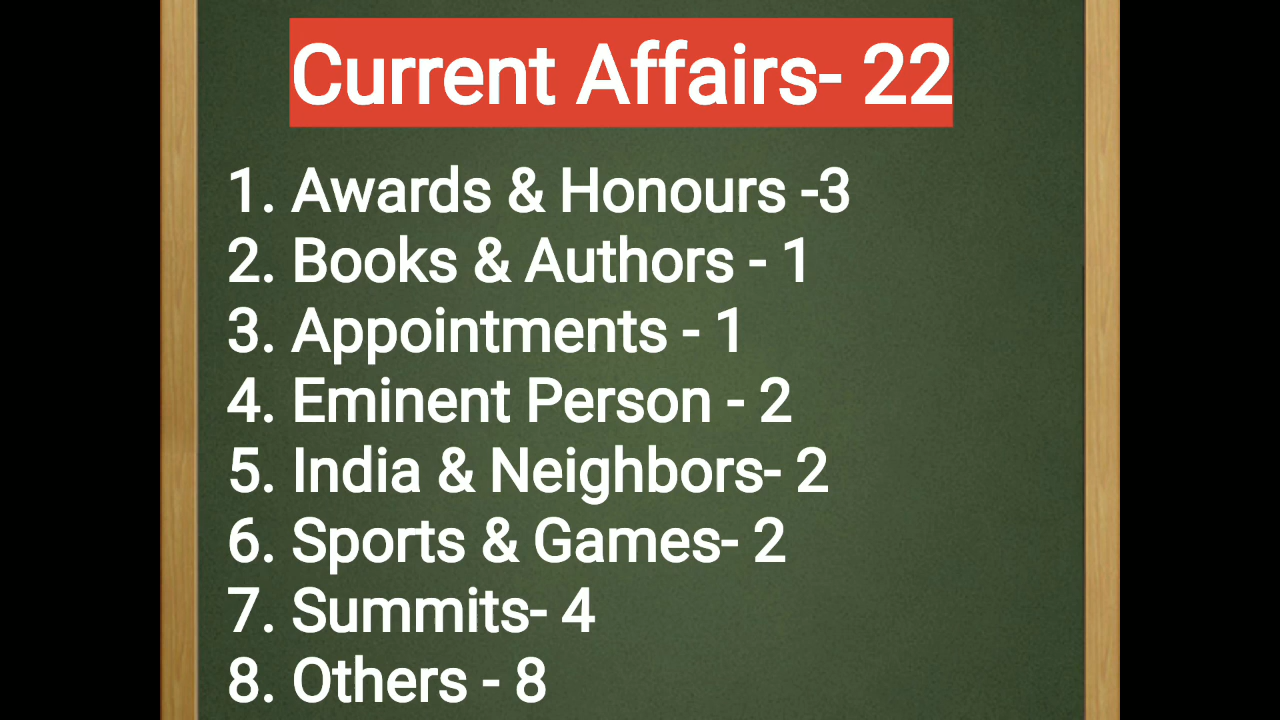 Current Affairs- 22
1. Awards & Honours -3
2. Books & Authors - 1
3. Appointments - 1
4. Eminent Person - 2
5. India & Neighbors- 2
6. Sports & Games- 2
7. Summits- 4
8. Others - 8